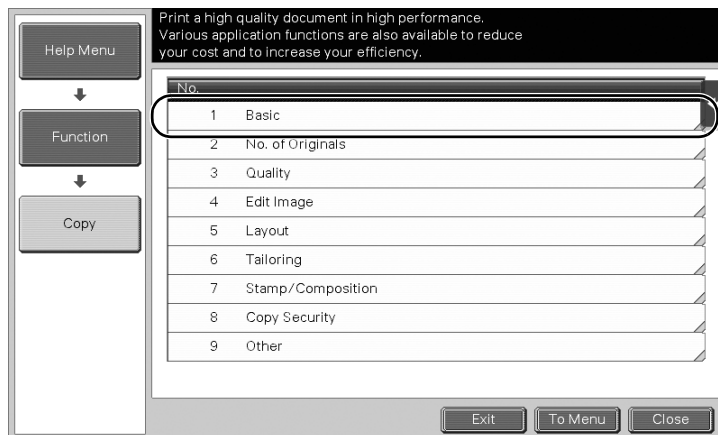 Print a high quality document in high performance.
Various application functions are also available to reduce
your cost and to increase your efficiency.
Help Menu
Function
Copy
No.
1 Basic
2 No. of Originals
3 Quality
4 Edit Image
5 Layout
6 Tailoring
7 Stamp/Composition
8 Copy Security
9 Other
Exit To Menu Close